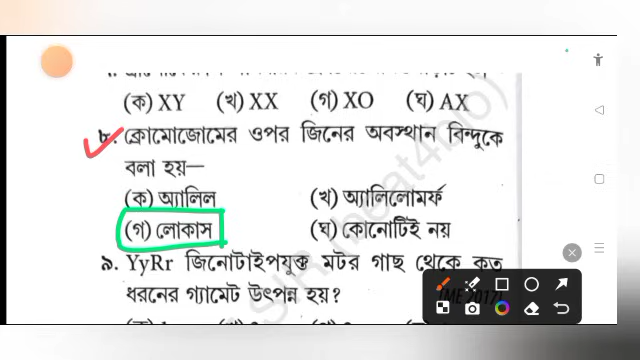 (ক) XY (খ) XX (গ) XO (ঘ) AX
৮. ক্রোমোজোমের ওপর জিনের অবস্থান বিন্দুকে
বলা হয়—
(ক) অ্যালিল (খ) অ্যালিলোমর্ফ
(গ) লোকাস (ঘ) কোনোটিই নয়
৯. YyRr জিনোটাইপযুক্ত মটর গাছ থেকে কত
ধরনের গ্যামেট উৎপন্ন হয়?